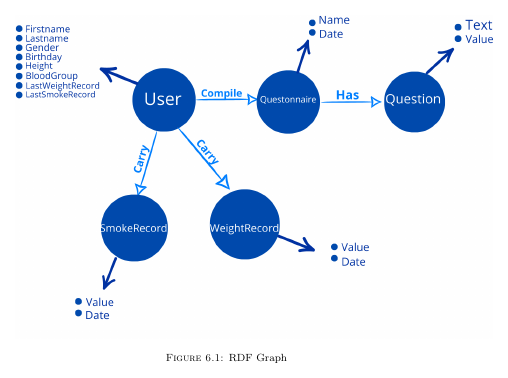 Firstname
Lastname
Gender
Birthday
Height
BloodGroup
LastWeightRecord
LastSmokeRecord
Name
Date
Text
Value
User
Compile
Questonnaire
Has
Question
Carry
Carry
SmokeRecord
WeightRecord
Value
Date
Value
Date
Figure 6.1: RDF Graph